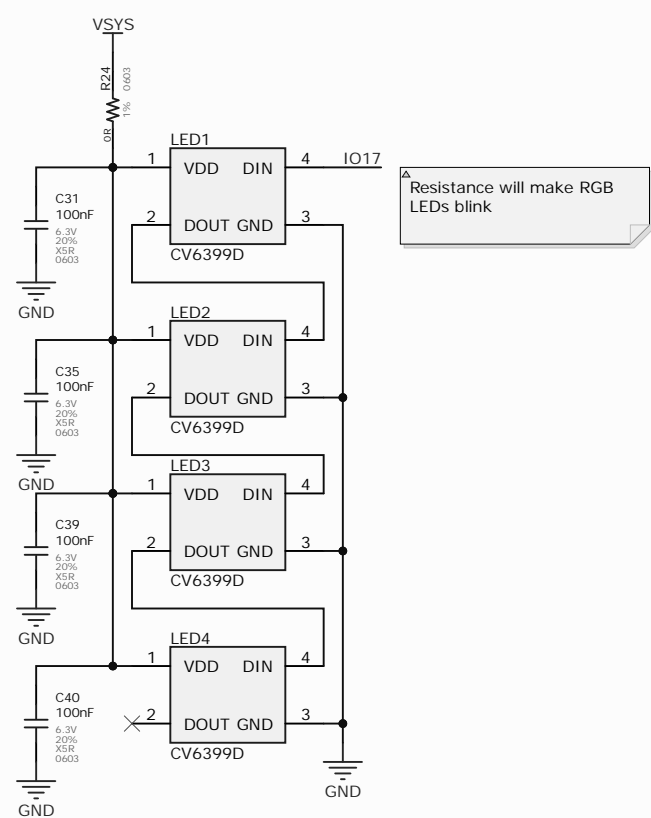 VSYS
R24
0603
1%
0R
LED1
1 VDD DIN 4 IO17
2 DOUT GND 3
CV6399D
Resistance will make RGB
LEDs blink
C31
100nF
6.3V
20%
X5R
0603
GND
LED2
1 VDD DIN 4
2 DOUT GND 3
CV6399D
C35
100nF
6.3V
20%
X5R
0603
GND
LED3
1 VDD DIN 4
2 DOUT GND 3
CV6399D
C39
100nF
6.3V
20%
X5R
0603
GND
LED4
1 VDD DIN 4
2 DOUT GND 3
CV6399D
C40
100nF
6.3V
20%
X5R
0603
GND
GND